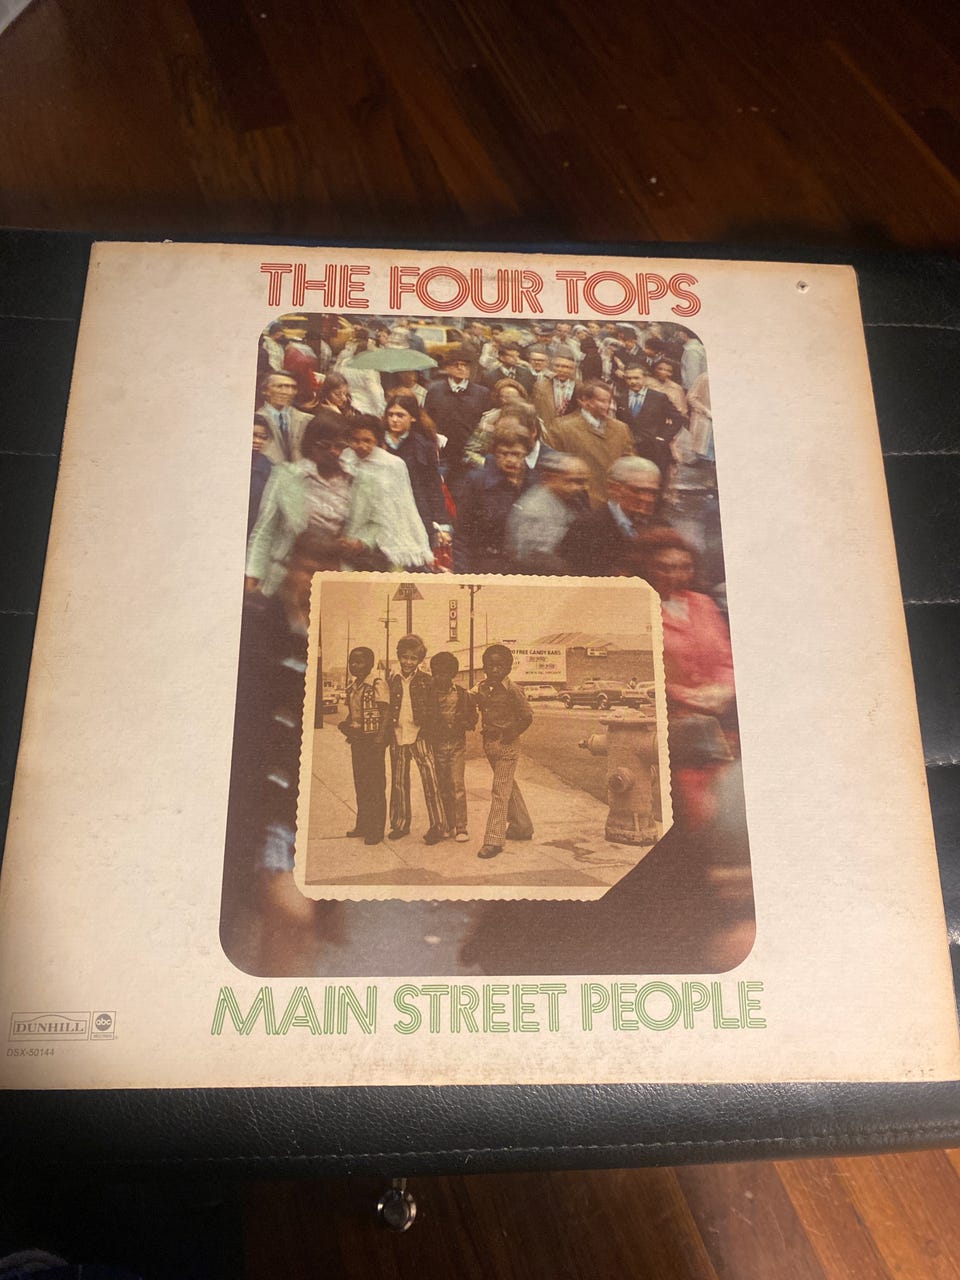 THE FOUR TOPS
BOWL
FREE CANDY BARS
MAIN STREET PEOPLE
DUNHILL abc
DSX-50144